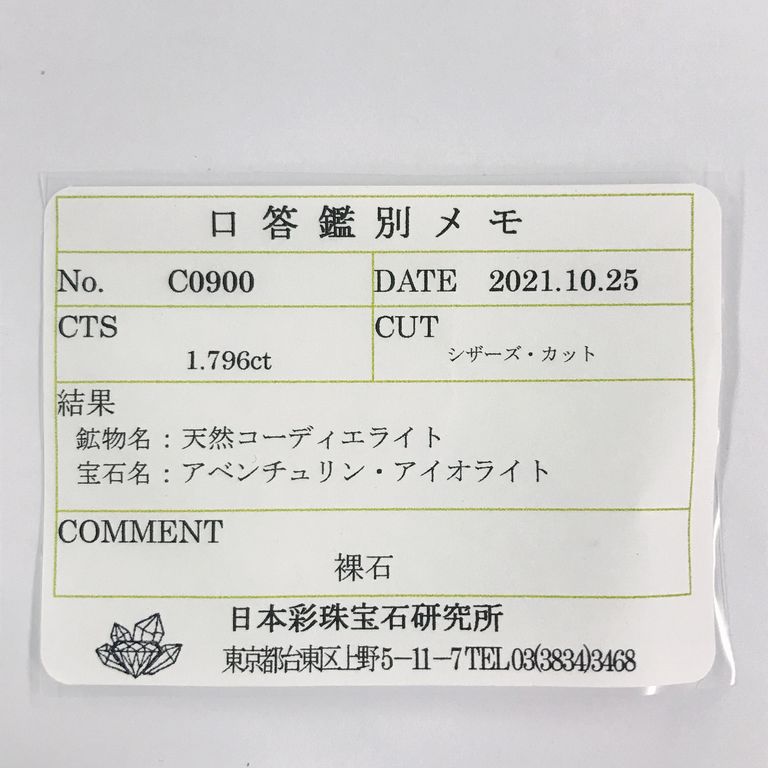 口答鑑別メモ
No. C0900 DATE 2021.10.25
CTS CUT
1.796ct シザーズ・カット
結果
鉱物名：天然コーディエライト
宝石名：アベンチュリン・アイオライト
COMMENT
裸石
日本彩珠宝石研究所
東京都台東区上野5－11－7 TEL 03(3834)3468